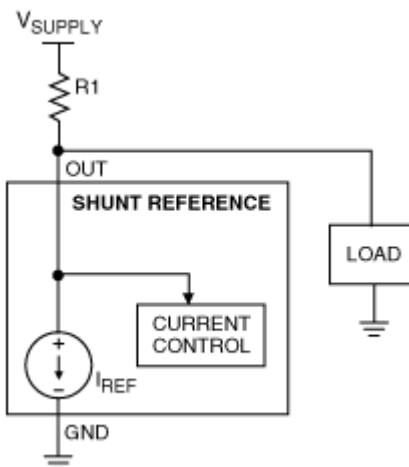 VSUPPLY
R1
OUT
SHUNT REFERENCE
LOAD
CURRENT
CONTROL
+
−
IREF
GND